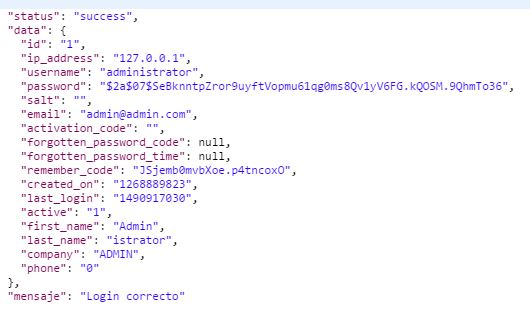 "status": "success",
"data": {
"id": "1",
"ip_address": "127.0.0.1",
"username": "administrator",
"password": "$2a$07$SeBknntpZror9uyftVopmu61qg0ms8Qv1yV6FG.kQOSM.9QhmTo36",
"salt": "",
"email": "admin@admin.com",
"activation_code": "",
"forgotten_password_code": null,
"forgotten_password_time": null,
"remember_code": "JSjemb0mvbXoe.p4tncoxO",
"created_on": "1268889823",
"last_login": "1490917030",
"active": "1",
"first_name": "Admin",
"last_name": "istrator",
"company": "ADMIN",
"phone": "0"
},
"mensaje": "Login correcto"